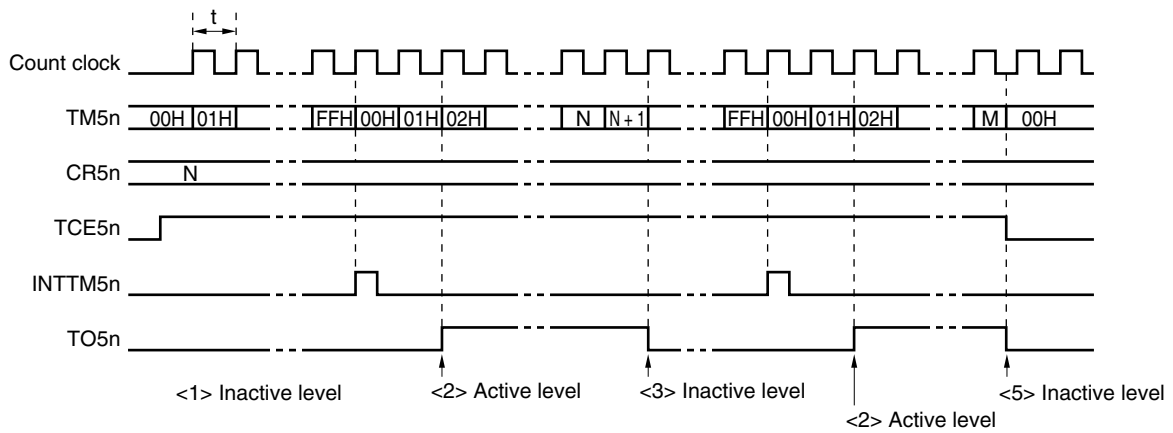 t
Count clock
TM5n 00H 01H FFH 00H 01H 02H N N + 1 FFH 00H 01H 02H M 00H
CR5n N
TCE5n
INTTM5n
TO5n
<1> Inactive level <2> Active level <3> Inactive level <5> Inactive level
<2> Active level